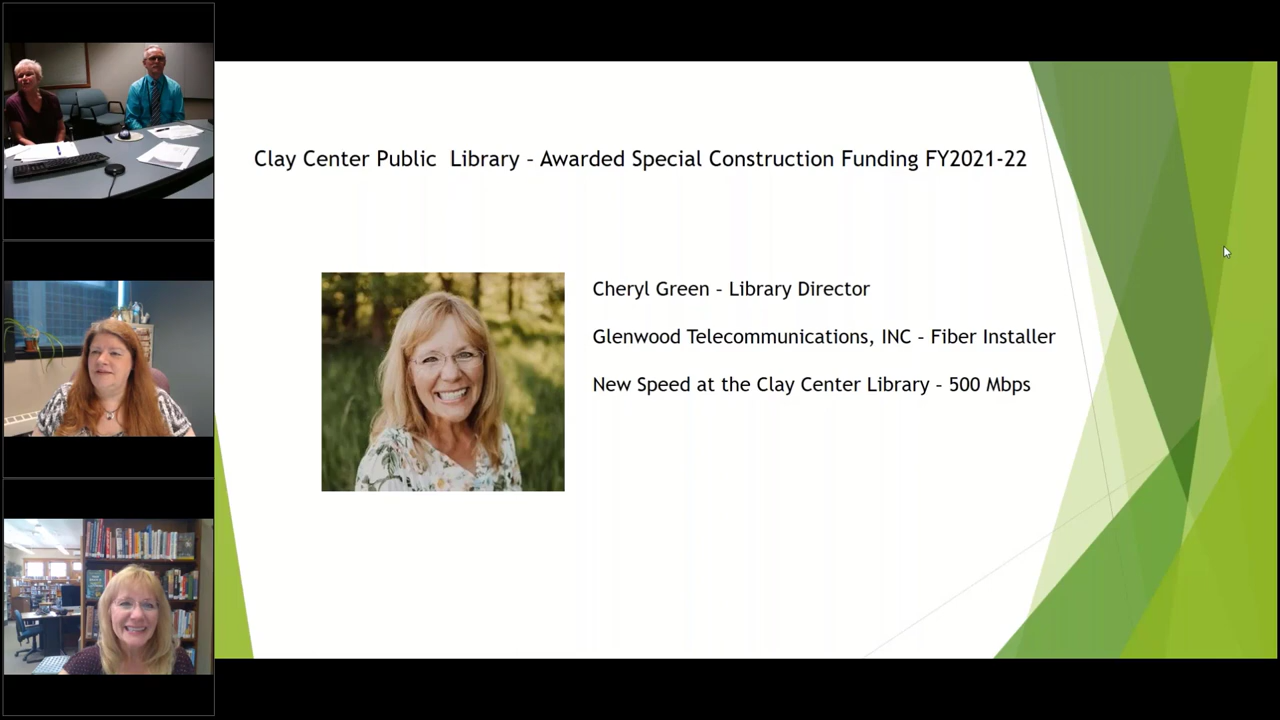 Clay Center Public  Library – Awarded Special Construction Funding FY2021-22
Cheryl Green – Library Director
Glenwood Telecommunications, INC – Fiber Installer
New Speed at the Clay Center Library – 500 Mbps